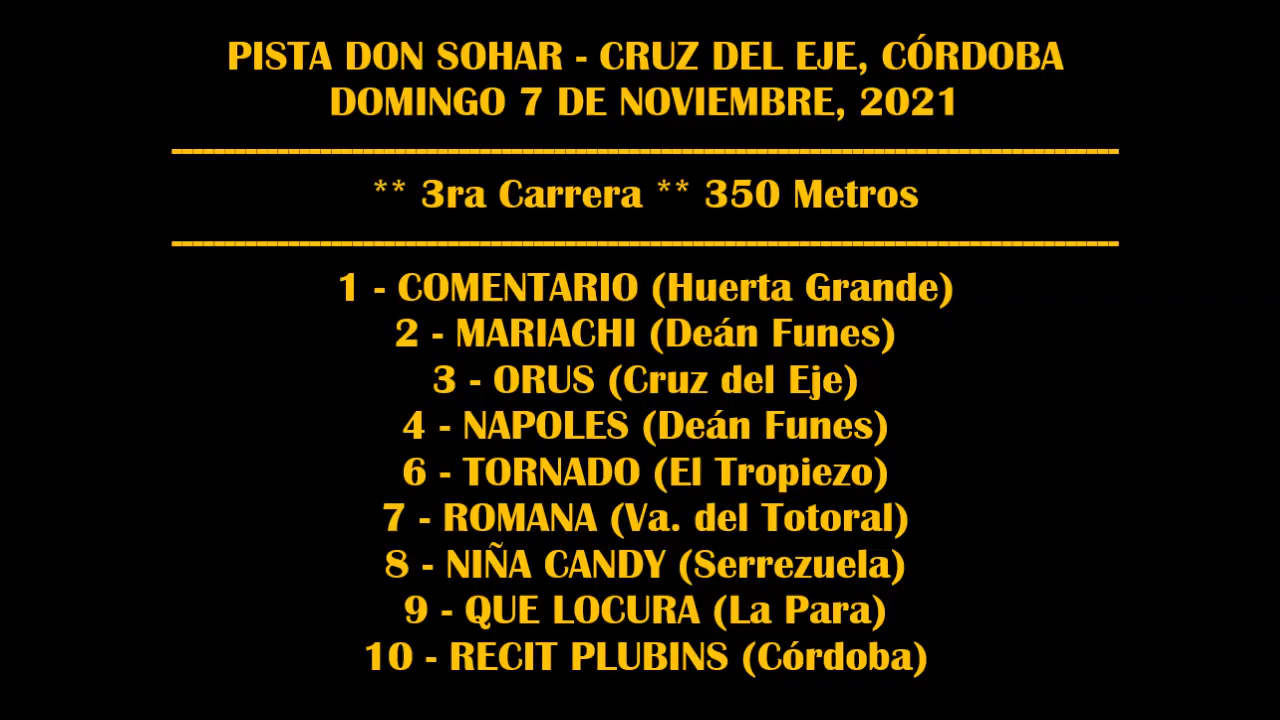 PISTA DON SOHAR - CRUZ DEL EJE, CÓRDOBA
DOMINGO 7 DE NOVIEMBRE, 2021
** 3ra Carrera ** 350 Metros
1 - COMENTARIO (Huerta Grande)
2 - MARIACHI (Deán Funes)
3 - ORUS (Cruz del Eje)
4 - NAPOLES (Deán Funes)
6 - TORNADO (El Tropiezo)
7 - ROMANA (Va. del Totoral)
8 - NIÑA CANDY (Serrezuela)
9 - QUE LOCURA (La Para)
10 - RECIT PLUBINS (Córdoba)